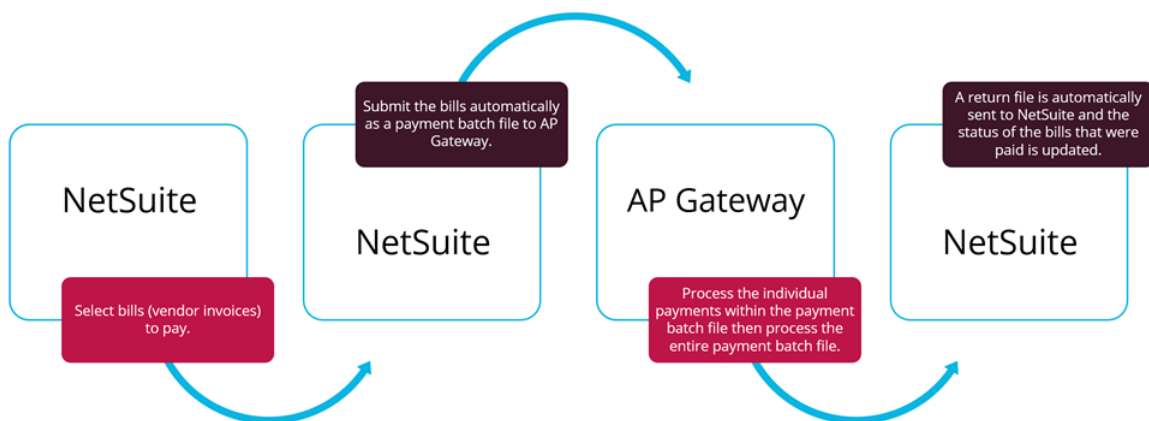 NetSuite
Select bills (vendor invoices)
to pay.
Submit the bills automatically
as a payment batch file to AP
Gateway.
NetSuite
AP Gateway
Process the individual
payments within the payment
batch file then process the
entire payment batch file.
A return file is automatically
sent to NetSuite and the
status of the bills that were
paid is updated.
NetSuite